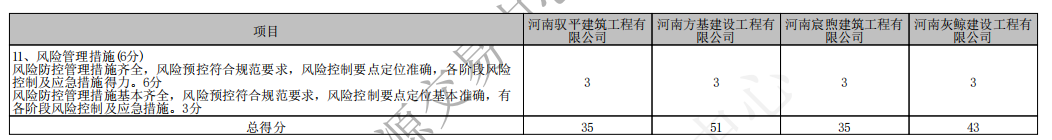 项目 河南驭平建筑工程有限公司 河南方基建设工程有限公司 河南宸煦建筑工程有限公司 河南灰鲸建设工程有限公司
11、风险管理措施(6分)
风险防控管理措施齐全，风险预控符合规范要求，风险控制要点定位准确，各阶段风险
控制及应急措施得力。6分
风险防控管理措施基本齐全，风险预控符合规范要求，风险控制要点定位基本准确，有
各阶段风险控制及应急措施。3分
3 3 3 3
总得分 35 51 35 43
源交易
中心